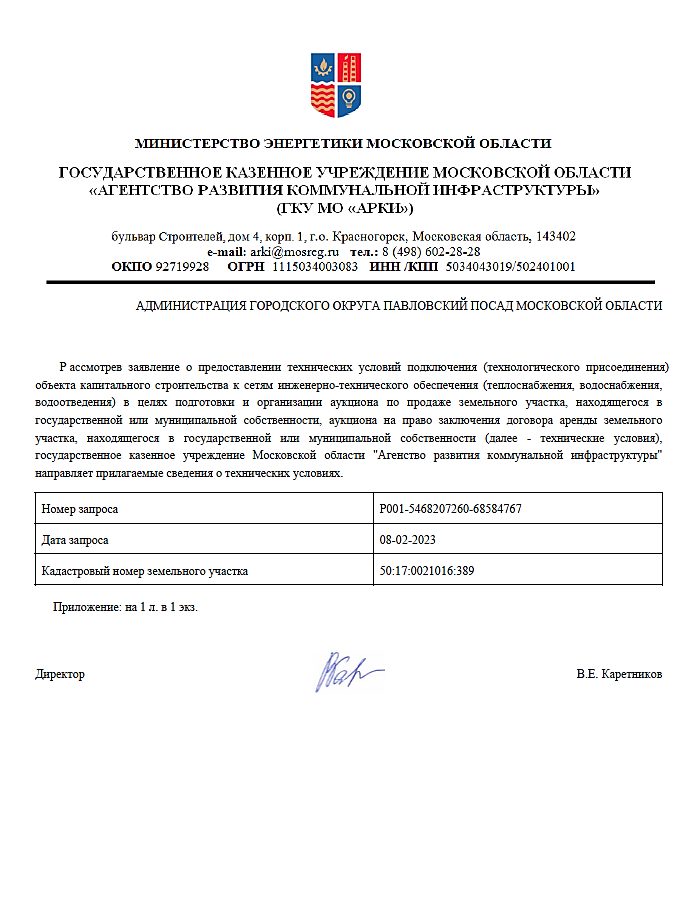 МИНИСТЕРСТВО ЭНЕРГЕТИКИ МОСКОВСКОЙ ОБЛАСТИ
ГОСУДАРСТВЕННОЕ КАЗЕННОЕ УЧРЕЖДЕНИЕ МОСКОВСКОЙ ОБЛАСТИ
«АГЕНТСТВО РАЗВИТИЯ КОММУНАЛЬНОЙ ИНФРАСТРУКТУРЫ»
(ГКУ МО «АРКИ»)
бульвар Строителей, дом 4, корп. 1, г.о. Красногорск, Московская область, 143402
e-mail: arki@mosreg.ru тел.: 8 (498) 602-28-28
ОКПО 92719928 ОГРН 1115034003083 ИНН /КПП 5034043019/502401001
АДМИНИСТРАЦИЯ ГОРОДСКОГО ОКРУГА ПАВЛОВСКИЙ ПОСАД МОСКОВСКОЙ ОБЛАСТИ
Рассмотрев заявление о предоставлении технических условий подключения (технологического присоединения)
объекта капитального строительства к сетям инженерно-технического обеспечения (теплоснабжения, водоснабжения,
водоотведения) в целях подготовки и организации аукциона по продаже земельного участка, находящегося в
государственной или муниципальной собственности, аукциона на право заключения договора аренды земельного
участка, находящегося в государственной или муниципальной собственности (далее - технические условия),
государственное казенное учреждение Московской области "Агенство развития коммунальной инфраструктуры"
направляет прилагаемые сведения о технических условиях.
Номер запроса P001-5468207260-68584767
Дата запроса 08-02-2023
Кадастровый номер земельного участка 50:17:0021016:389
Приложение: на 1 л. в 1 экз.
Директор В.Е. Каретников